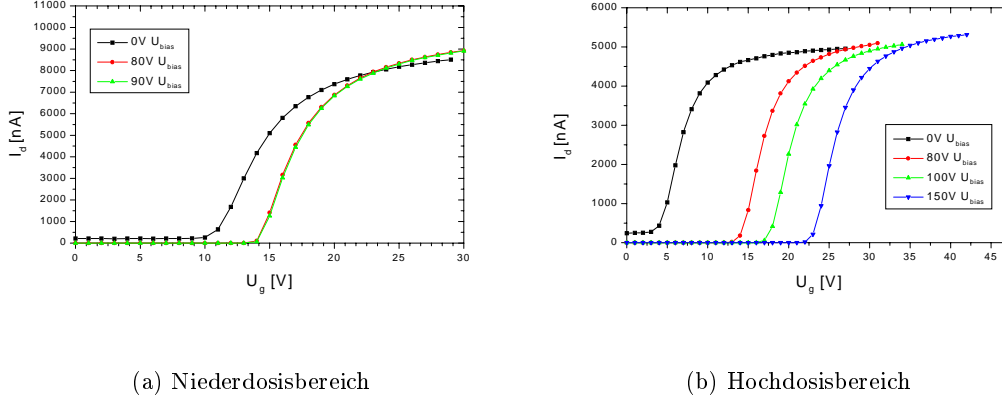 11000
10000
9000
8000
7000
6000
5000
4000
3000
2000
1000
0
I_d [nA]
0V U_bias
80V U_bias
90V U_bias
0 5 10 15 20 25 30
U_g [V]
(a) Niederdosisbereich
6000
5000
4000
3000
2000
1000
0
I_d [nA]
0V U_bias
80V U_bias
100V U_bias
150V U_bias
0 5 10 15 20 25 30 35 40 45
U_g [V]
(b) Hochdosisbereich